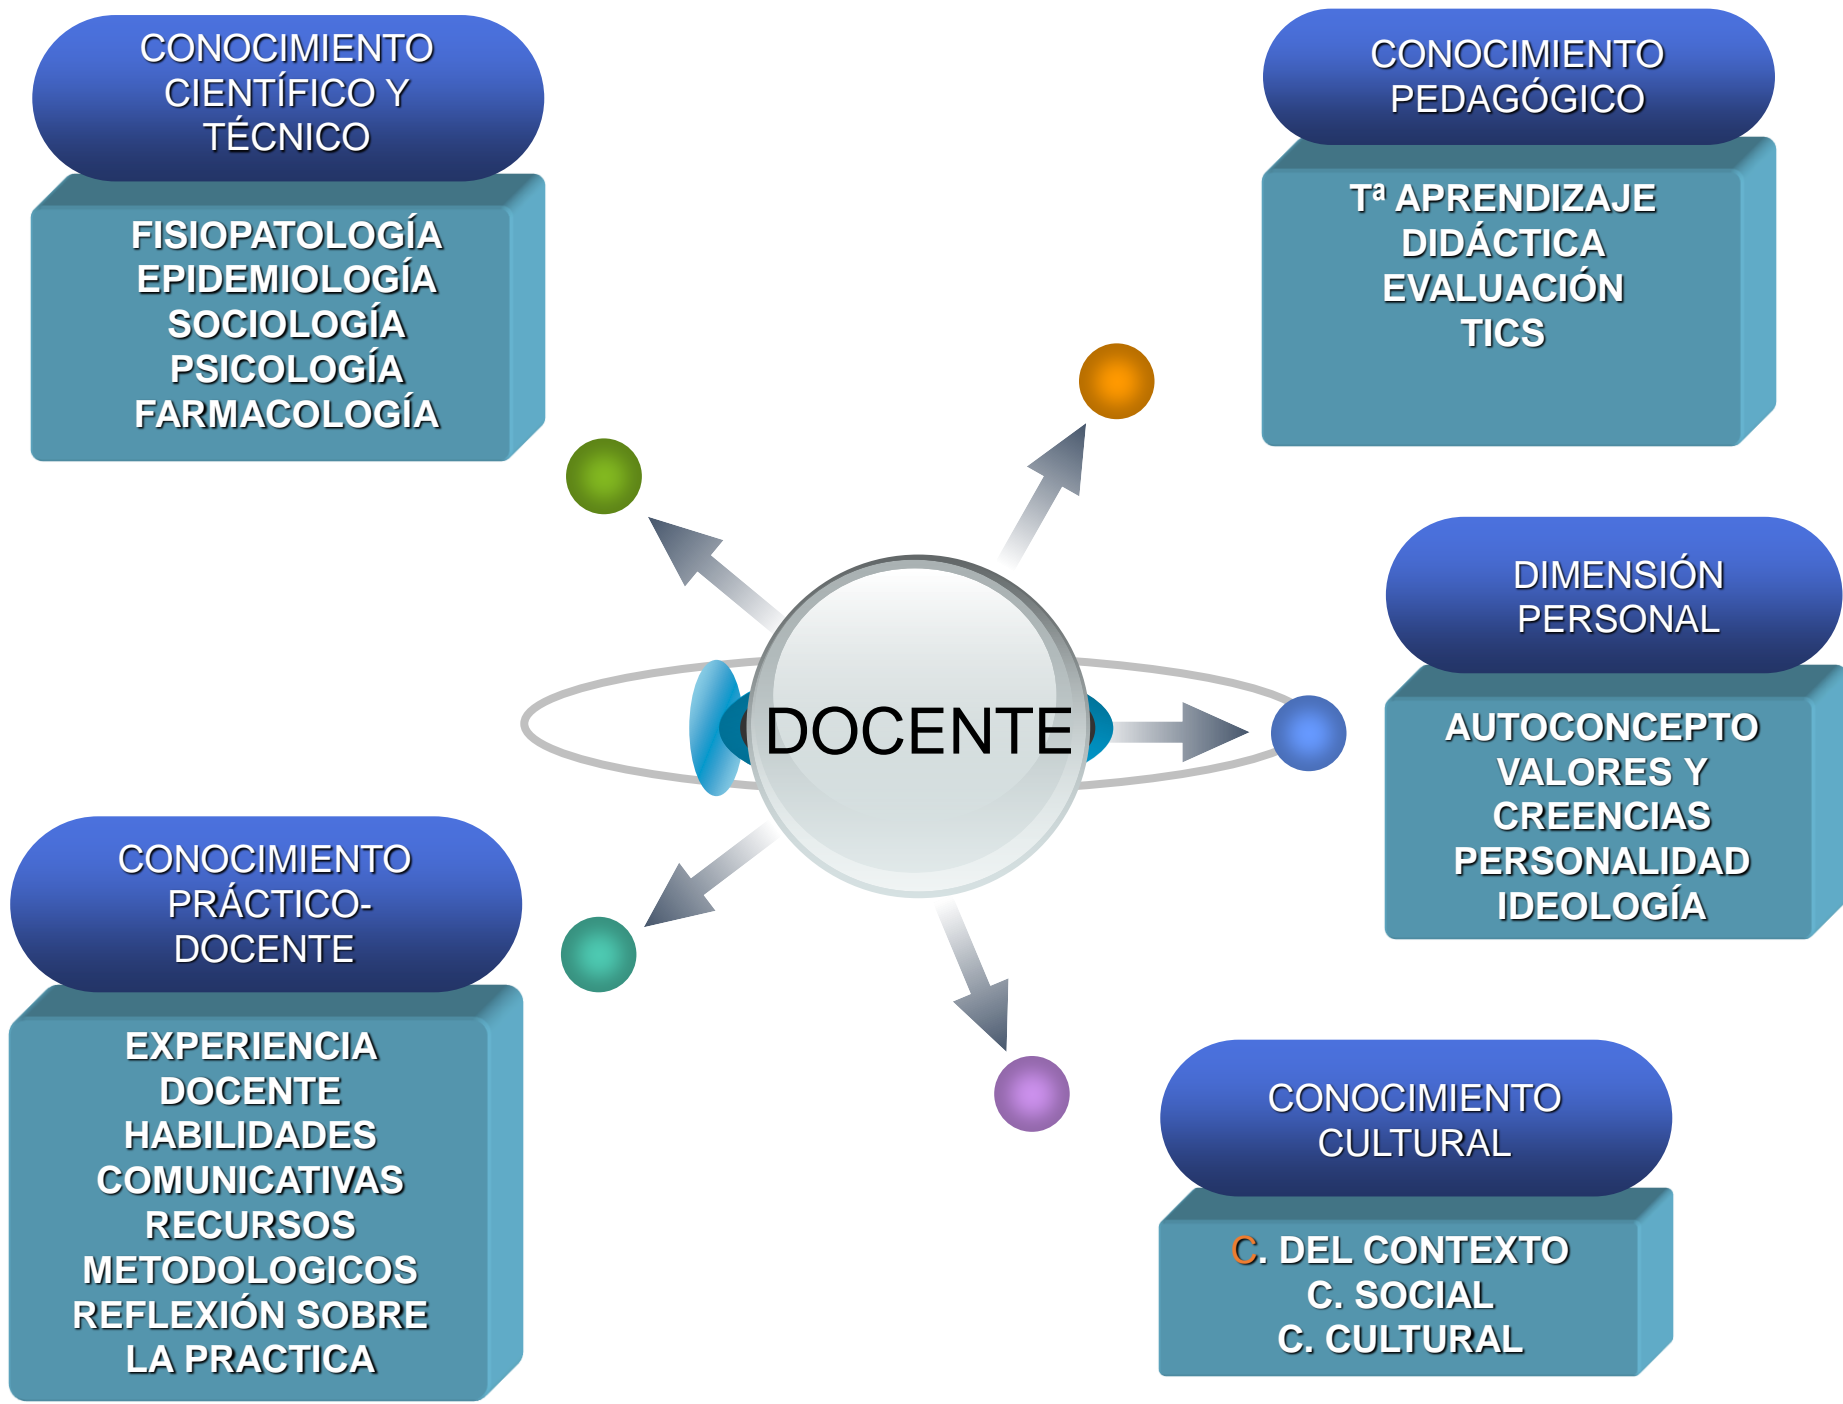 CONOCIMIENTO
CIENTÍFICO Y
TÉCNICO
FISIOPATOLOGÍA
EPIDEMIOLOGÍA
SOCIOLOGÍA
PSICOLOGÍA
FARMACOLOGÍA
CONOCIMIENTO
PEDAGÓGICO
Tª APRENDIZAJE
DIDÁCTICA
EVALUACIÓN
TICS
DOCENTE
DIMENSIÓN
PERSONAL
AUTOCONCEPTO
VALORES Y
CREENCIAS
PERSONALIDAD
IDEOLOGÍA
CONOCIMIENTO
PRÁCTICO-
DOCENTE
EXPERIENCIA
DOCENTE
HABILIDADES
COMUNICATIVAS
RECURSOS
METODOLOGICOS
REFLEXIÓN SOBRE
LA PRACTICA
CONOCIMIENTO
CULTURAL
C. DEL CONTEXTO
C. SOCIAL
C. CULTURAL